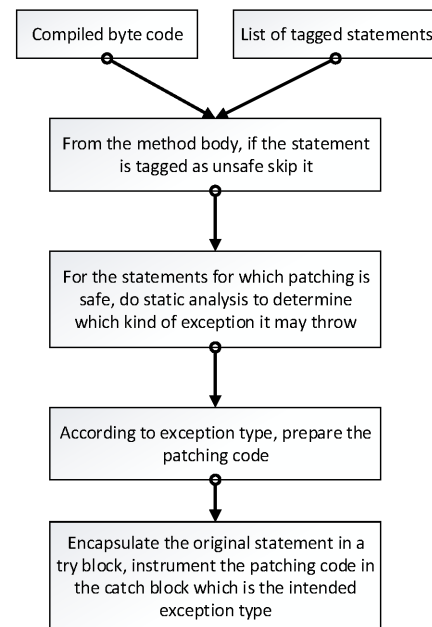 Compiled byte code
List of tagged statements
From the method body, if the statement
is tagged as unsafe skip it
For the statements for which patching is
safe, do static analysis to determine
which kind of exception it may throw
According to exception type, prepare the
patching code
Encapsulate the original statement in a
try block, instrument the patching code in
the catch block which is the intended
exception type